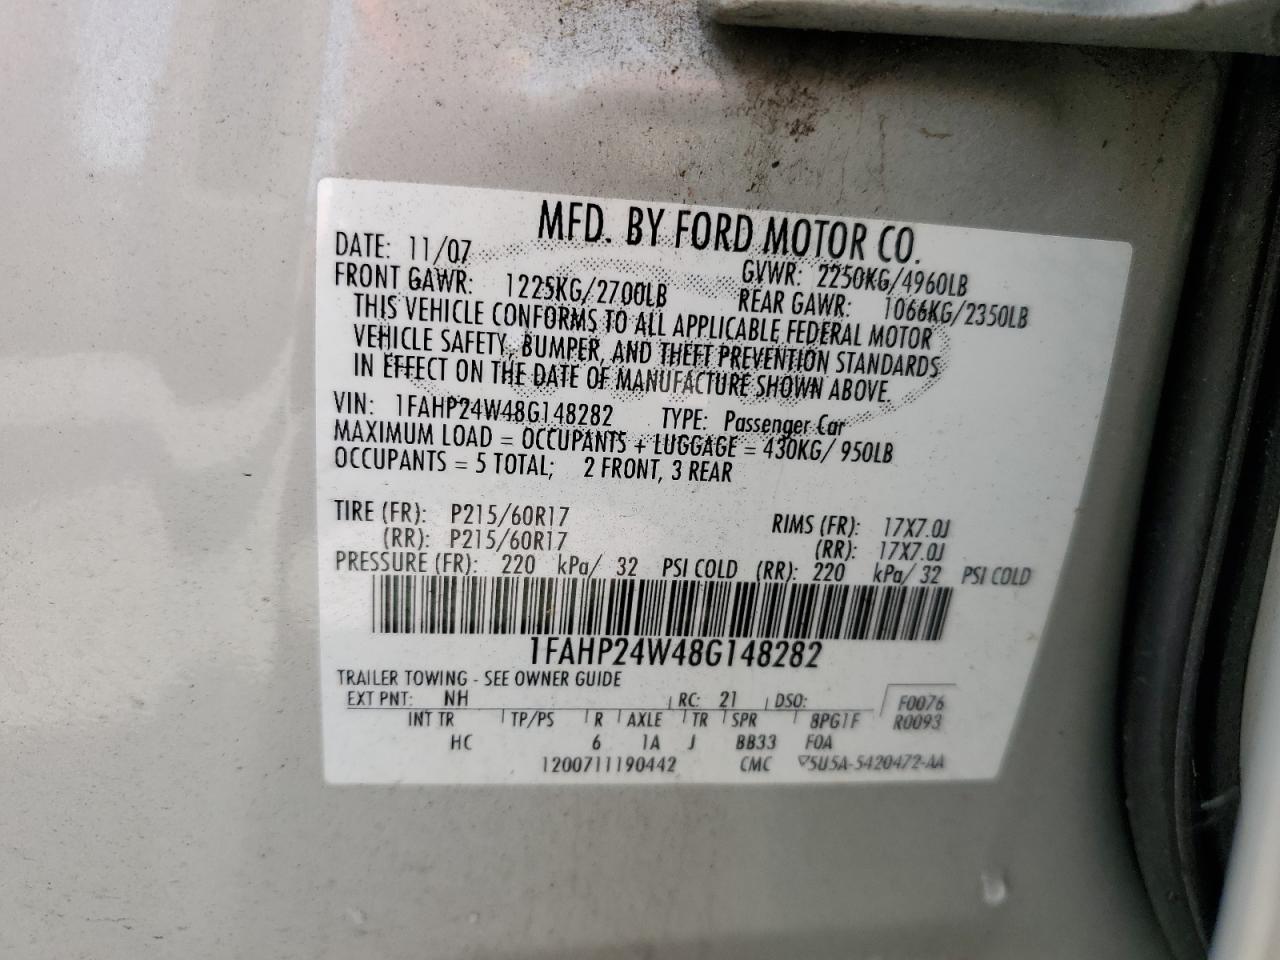 MFD. BY FORD MOTOR CO.
DATE: 11/07 GVWR: 2250KG/4960LB
FRONT GAWR: 1225KG/2700LB REAR GAWR: 1066KG/2350LB
THIS VEHICLE CONFORMS TO ALL APPLICABLE FEDERAL MOTOR
VEHICLE SAFETY, BUMPER, AND THEFT PREVENTION STANDARDS
IN EFFECT ON THE DATE OF MANUFACTURE SHOWN ABOVE.
VIN: 1FAHP24W48G148282 TYPE: Passenger Car
MAXIMUM LOAD = OCCUPANTS + LUGGAGE = 430KG/ 950LB
OCCUPANTS = 5 TOTAL; 2 FRONT, 3 REAR
TIRE (FR): P215/60R17 RIMS (FR): 17X7.0J
(RR): P215/60R17 (RR): 17X7.0J
PRESSURE (FR): 220 kPa/ 32 PSI COLD (RR): 220 kPa/ 32 PSI COLD
1FAHP24W48G148282
TRAILER TOWING - SEE OWNER GUIDE
EXT PNT: NH RC: 21 DSO: F0076
INT TR TP/PS R AXLE TR SPR 8PG1F R0093
HC 6 1A J BB33 FOA
1200711190442 CMC 5U5A-5420472-AA